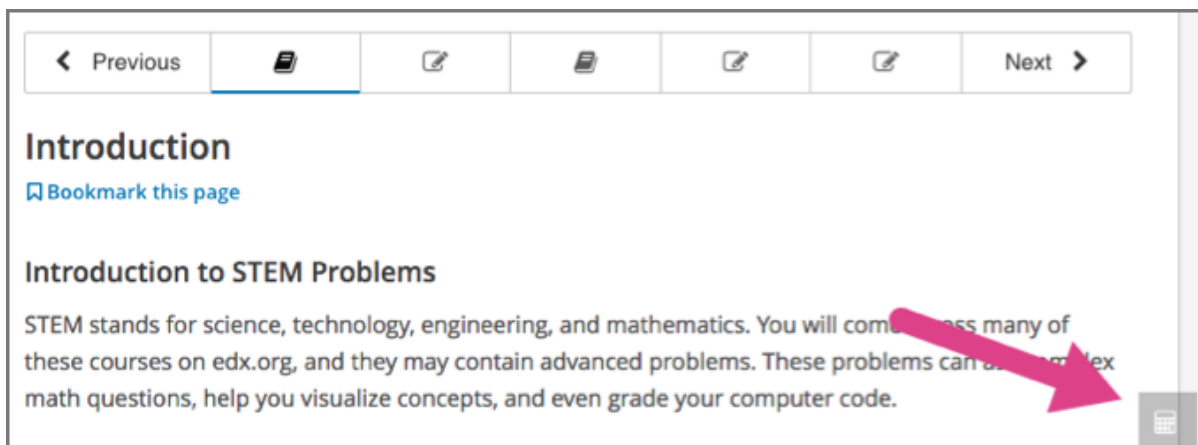 Previous
Next
Introduction
Bookmark this page
Introduction to STEM Problems
STEM stands for science, technology, engineering, and mathematics. You will come many of
these courses on edx.org, and they may contain advanced problems. These problems can
math questions, help you visualize concepts, and even grade your computer code.